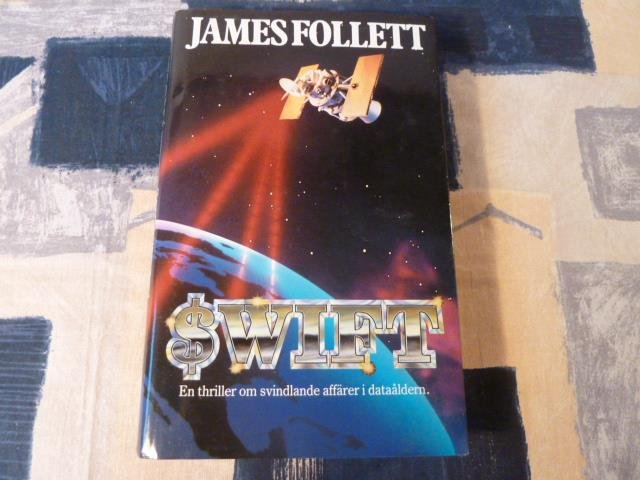 JAMES FOLLETT
$WIFT
En thriller om svindlande affärer i dataåldern.